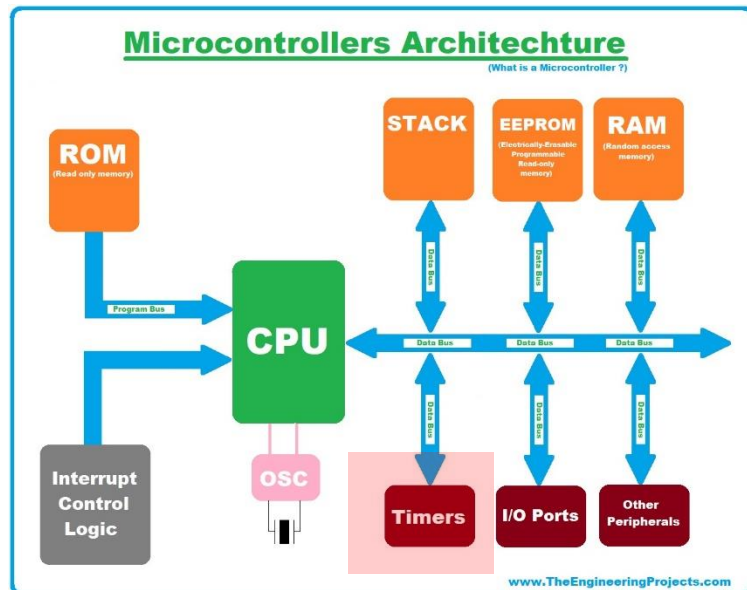 Microcontrollers Architechture
(What is a Microcontroller ?)
ROM
(Read only memory)
STACK
EEPROM
(Electrically-Erasable
Programmable
Read-only
memory)
RAM
(Random access
memory)
Data Bus
Data Bus
Data Bus
Program Bus
CPU
Data Bus
Data Bus
Data Bus
Data Bus
Data Bus
Data Bus
Interrupt
Control
Logic
OSC
Timers
I/O Ports
Other
Peripherals
www.TheEngineeringProjects.com